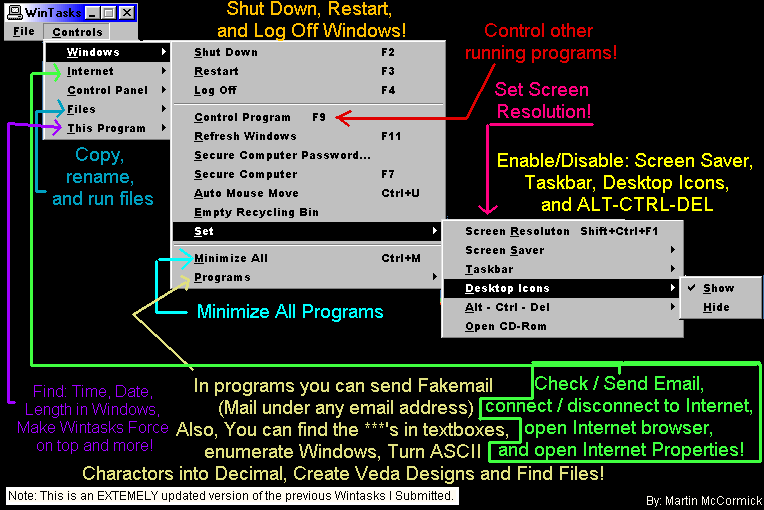 WinTasks
File Controls
Windows
Internet
Control Panel
Files
This Program
Shut Down, Restart,
and Log Off Windows!
Shut Down F2
Restart F3
Log Off F4
Control Program F9
Refresh Windows F11
Secure Computer Password...
Secure Computer F7
Auto Mouse Move Ctrl+U
Empty Recycling Bin
Set
Minimize All Ctrl+M
Programs
Control other
running programs!
Set Screen
Resolution!
Enable/Disable: Screen Saver,
Taskbar, Desktop Icons,
and ALT-CTRL-DEL
Screen Resoluton Shift+Ctrl+F1
Screen Saver
Taskbar
Desktop Icons
Alt - Ctrl - Del
Open CD-Rom
Show
Hide
Copy,
rename,
and run files
Minimize All Programs
Find: Time, Date,
Length in Windows,
Make Wintasks Force
on top and more!
In programs you can send Fakemail
(Mail under any email address)
Also, You can find the ***'s in textboxes,
enumerate Windows, Turn ASCII
Charactors into Decimal, Create Veda Designs and Find Files!
Check / Send Email,
connect / disconnect to Internet,
open Internet browser,
and open Internet Properties!
Note: This is an EXTEMELY updated version of the previous Wintasks I Submitted.
By: Martin McCormick